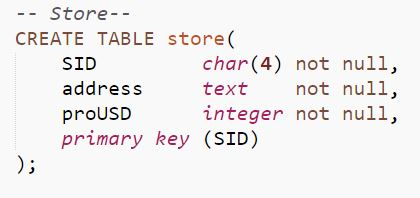 -- Store--
CREATE TABLE store(
    SID       char(4) not null,
    address   text    not null,
    proUSD    integer not null,
    primary key (SID)
);